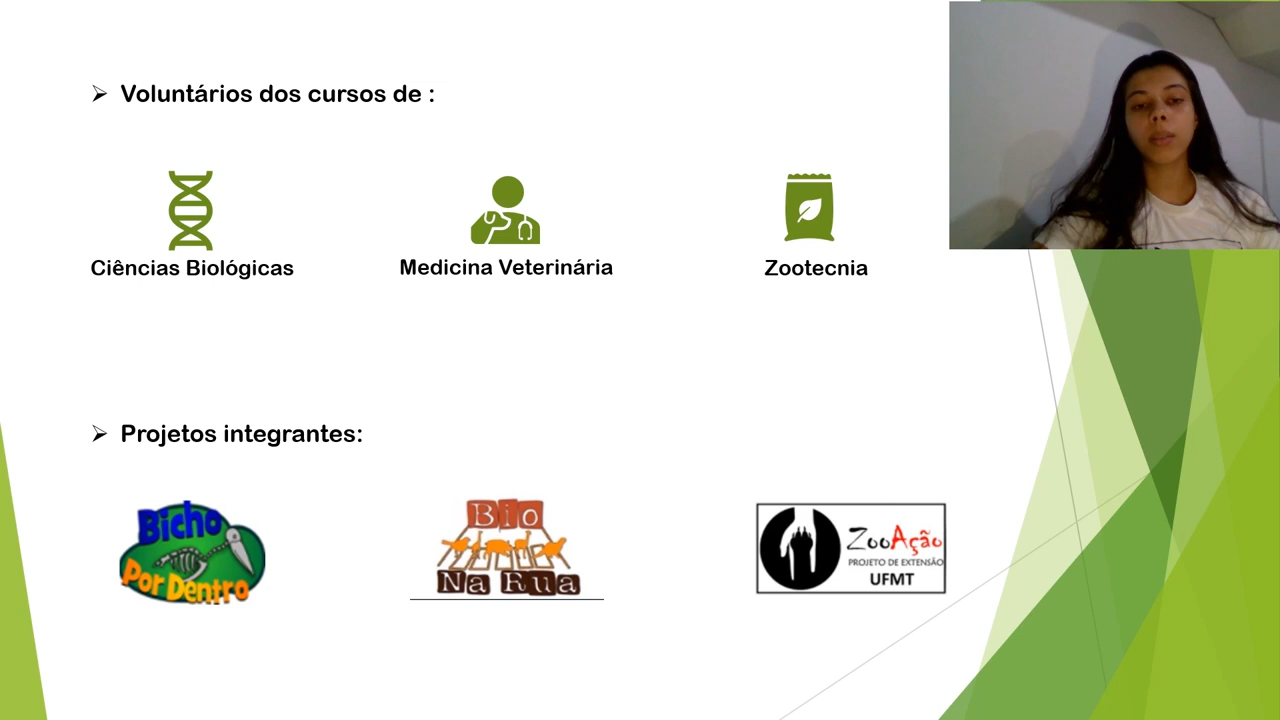 Voluntários dos cursos de :
Ciências Biológicas
Medicina Veterinária
Zootecnia
Projetos integrantes:
Bicho
Por Dentro
Bio
Na Rua
ZooAção
PROJETO DE EXTENSÃO
UFMT